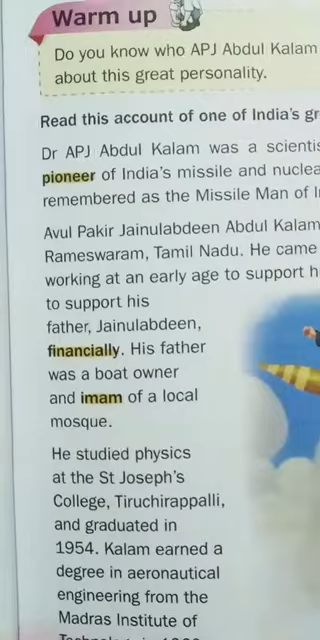 Warm up
Do you know who APJ Abdul Kalam
about this great personality.
Read this account of one of India's
Dr APJ Abdul Kalam was a
pioneer of India's missile and
remembered as the Missile Man of
Avul Pakir Jainulabdeen Abdul Kalam
Rameswaram, Tamil Nadu. He came
working at an early age to support
to support his
father, Jainulabdeen,
financially. His father
was a boat owner
and imam of a local
mosque.
He studied physics
at the St Joseph's
College, Tiruchirappalli,
and graduated in
1954. Kalam earned a
degree in aeronautical
engineering from the
Madras Institute of